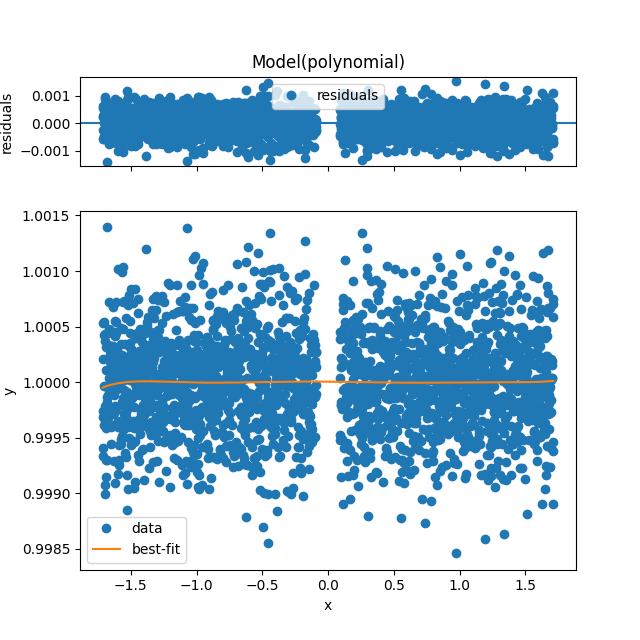 Model(polynomial)
residuals
0.001
0.000
−0.001
residuals
1.0015
1.0010
1.0005
1.0000
0.9995
0.9990
0.9985
y
data
best-fit
−1.5 −1.0 −0.5 0.0 0.5 1.0 1.5
x